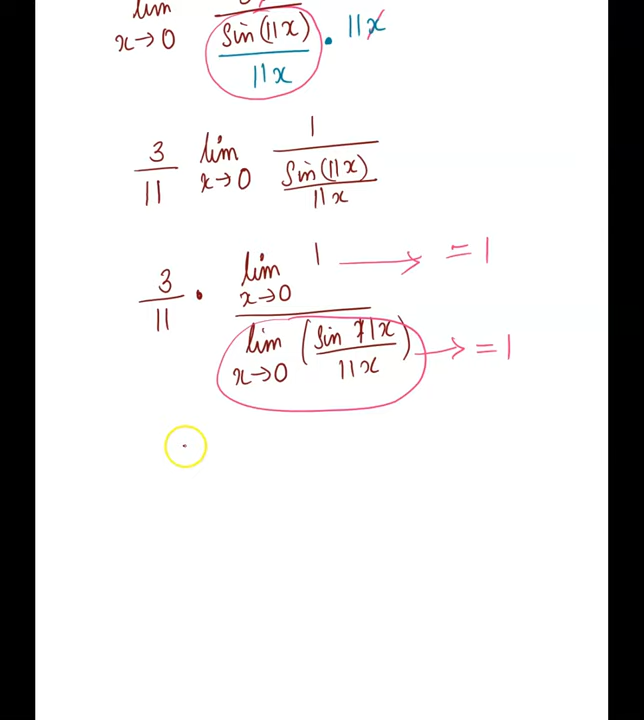 lim
x→0
sin(11x) · 11x
11x
3 lim 1
11 x→0 sin(11x)
11x
3 · lim 1 → = 1
11 x→0
lim (sin 11x) → = 1
x→0 11x